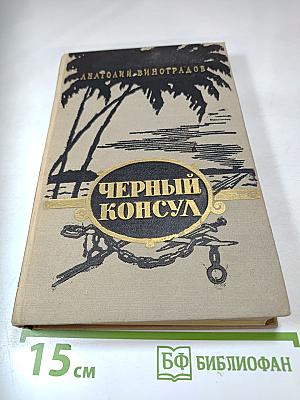 АНАТОЛИЙ ВИНОГРАДОВ
ЧЕРНЫЙ
КОНСУЛ
15 см
БФ БИБЛИОФАН